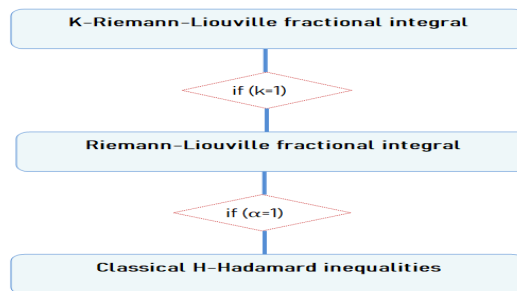 K-Riemann-Liouville fractional integral
if (k=1)
Riemann-Liouville fractional integral
if (α=1)
Classical H-Hadamard inequalities